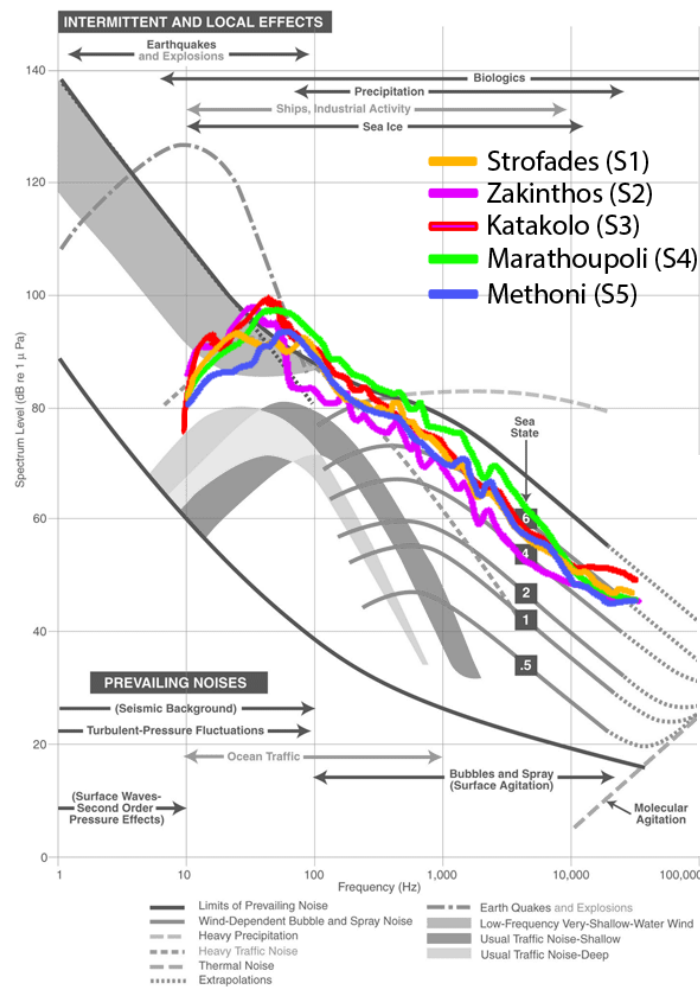 INTERMITTENT AND LOCAL EFFECTS
Earthquakes
and Explosions
Biologics
Precipitation
Ships, Industrial Activity
Sea Ice
Strofades (S1)
Zakinthos (S2)
Katakolo (S3)
Marathoupoli (S4)
Methoni (S5)
Spectrum Level (dB re 1 μ Pa)
140
120
100
80
60
40
20
0
Sea
State
6
4
2
1
.5
PREVAILING NOISES
(Seismic Background)
Turbulent-Pressure Fluctuations
Ocean Traffic
Bubbles and Spray
(Surface Agitation)
(Surface Waves-
Second Order
Pressure Effects)
Molecular
Agitation
1
10
100
1,000
10,000
100,000
Frequency (Hz)
Limits of Prevailing Noise
Wind-Dependent Bubble and Spray Noise
Heavy Precipitation
Heavy Traffic Noise
Thermal Noise
Extrapolations
Earth Quakes and Explosions
Low-Frequency Very-Shallow-Water Wind
Usual Traffic Noise-Shallow
Usual Traffic Noise-Deep